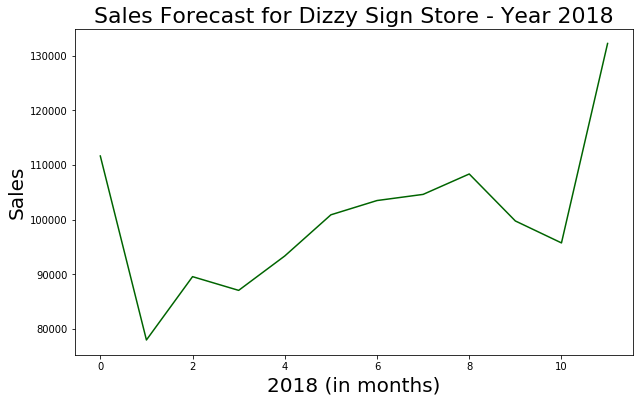 Sales Forecast for Dizzy Sign Store - Year 2018
130000
120000
110000
100000
90000
80000
Sales
0 2 4 6 8 10
2018 (in months)